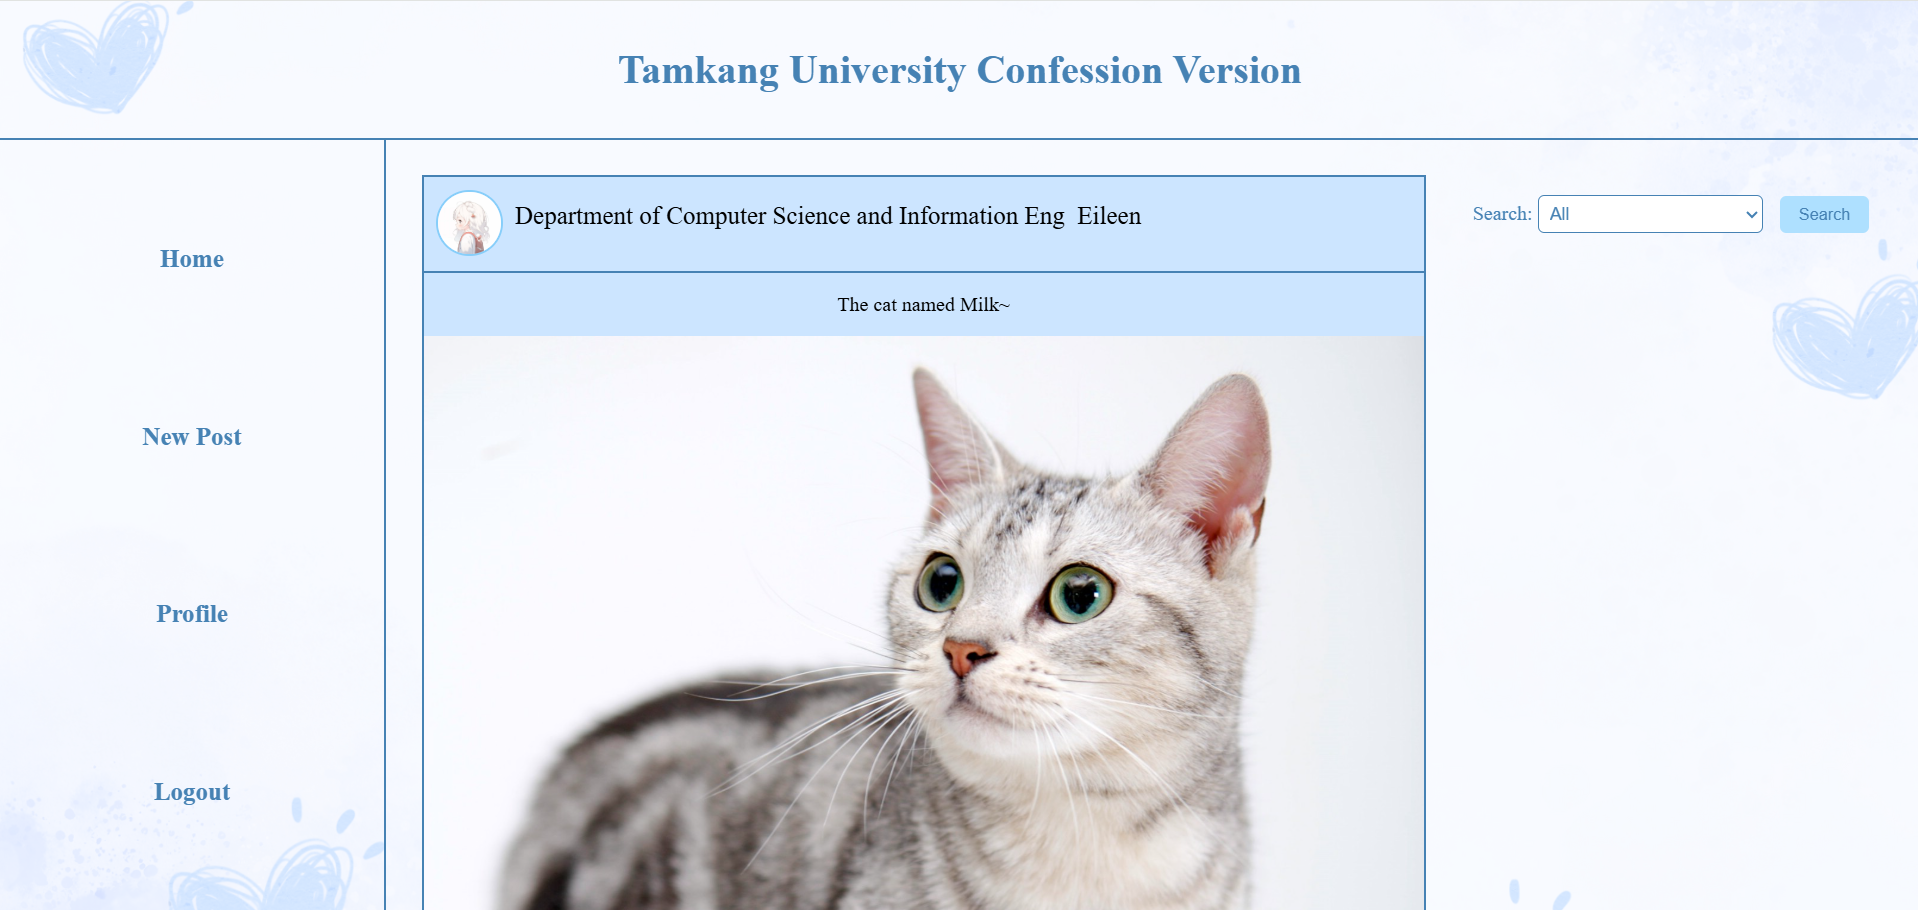 Tamkang University Confession Version
Home
New Post
Profile
Logout
Department of Computer Science and Information Eng  Eileen
The cat named Milk~
Search: All Search